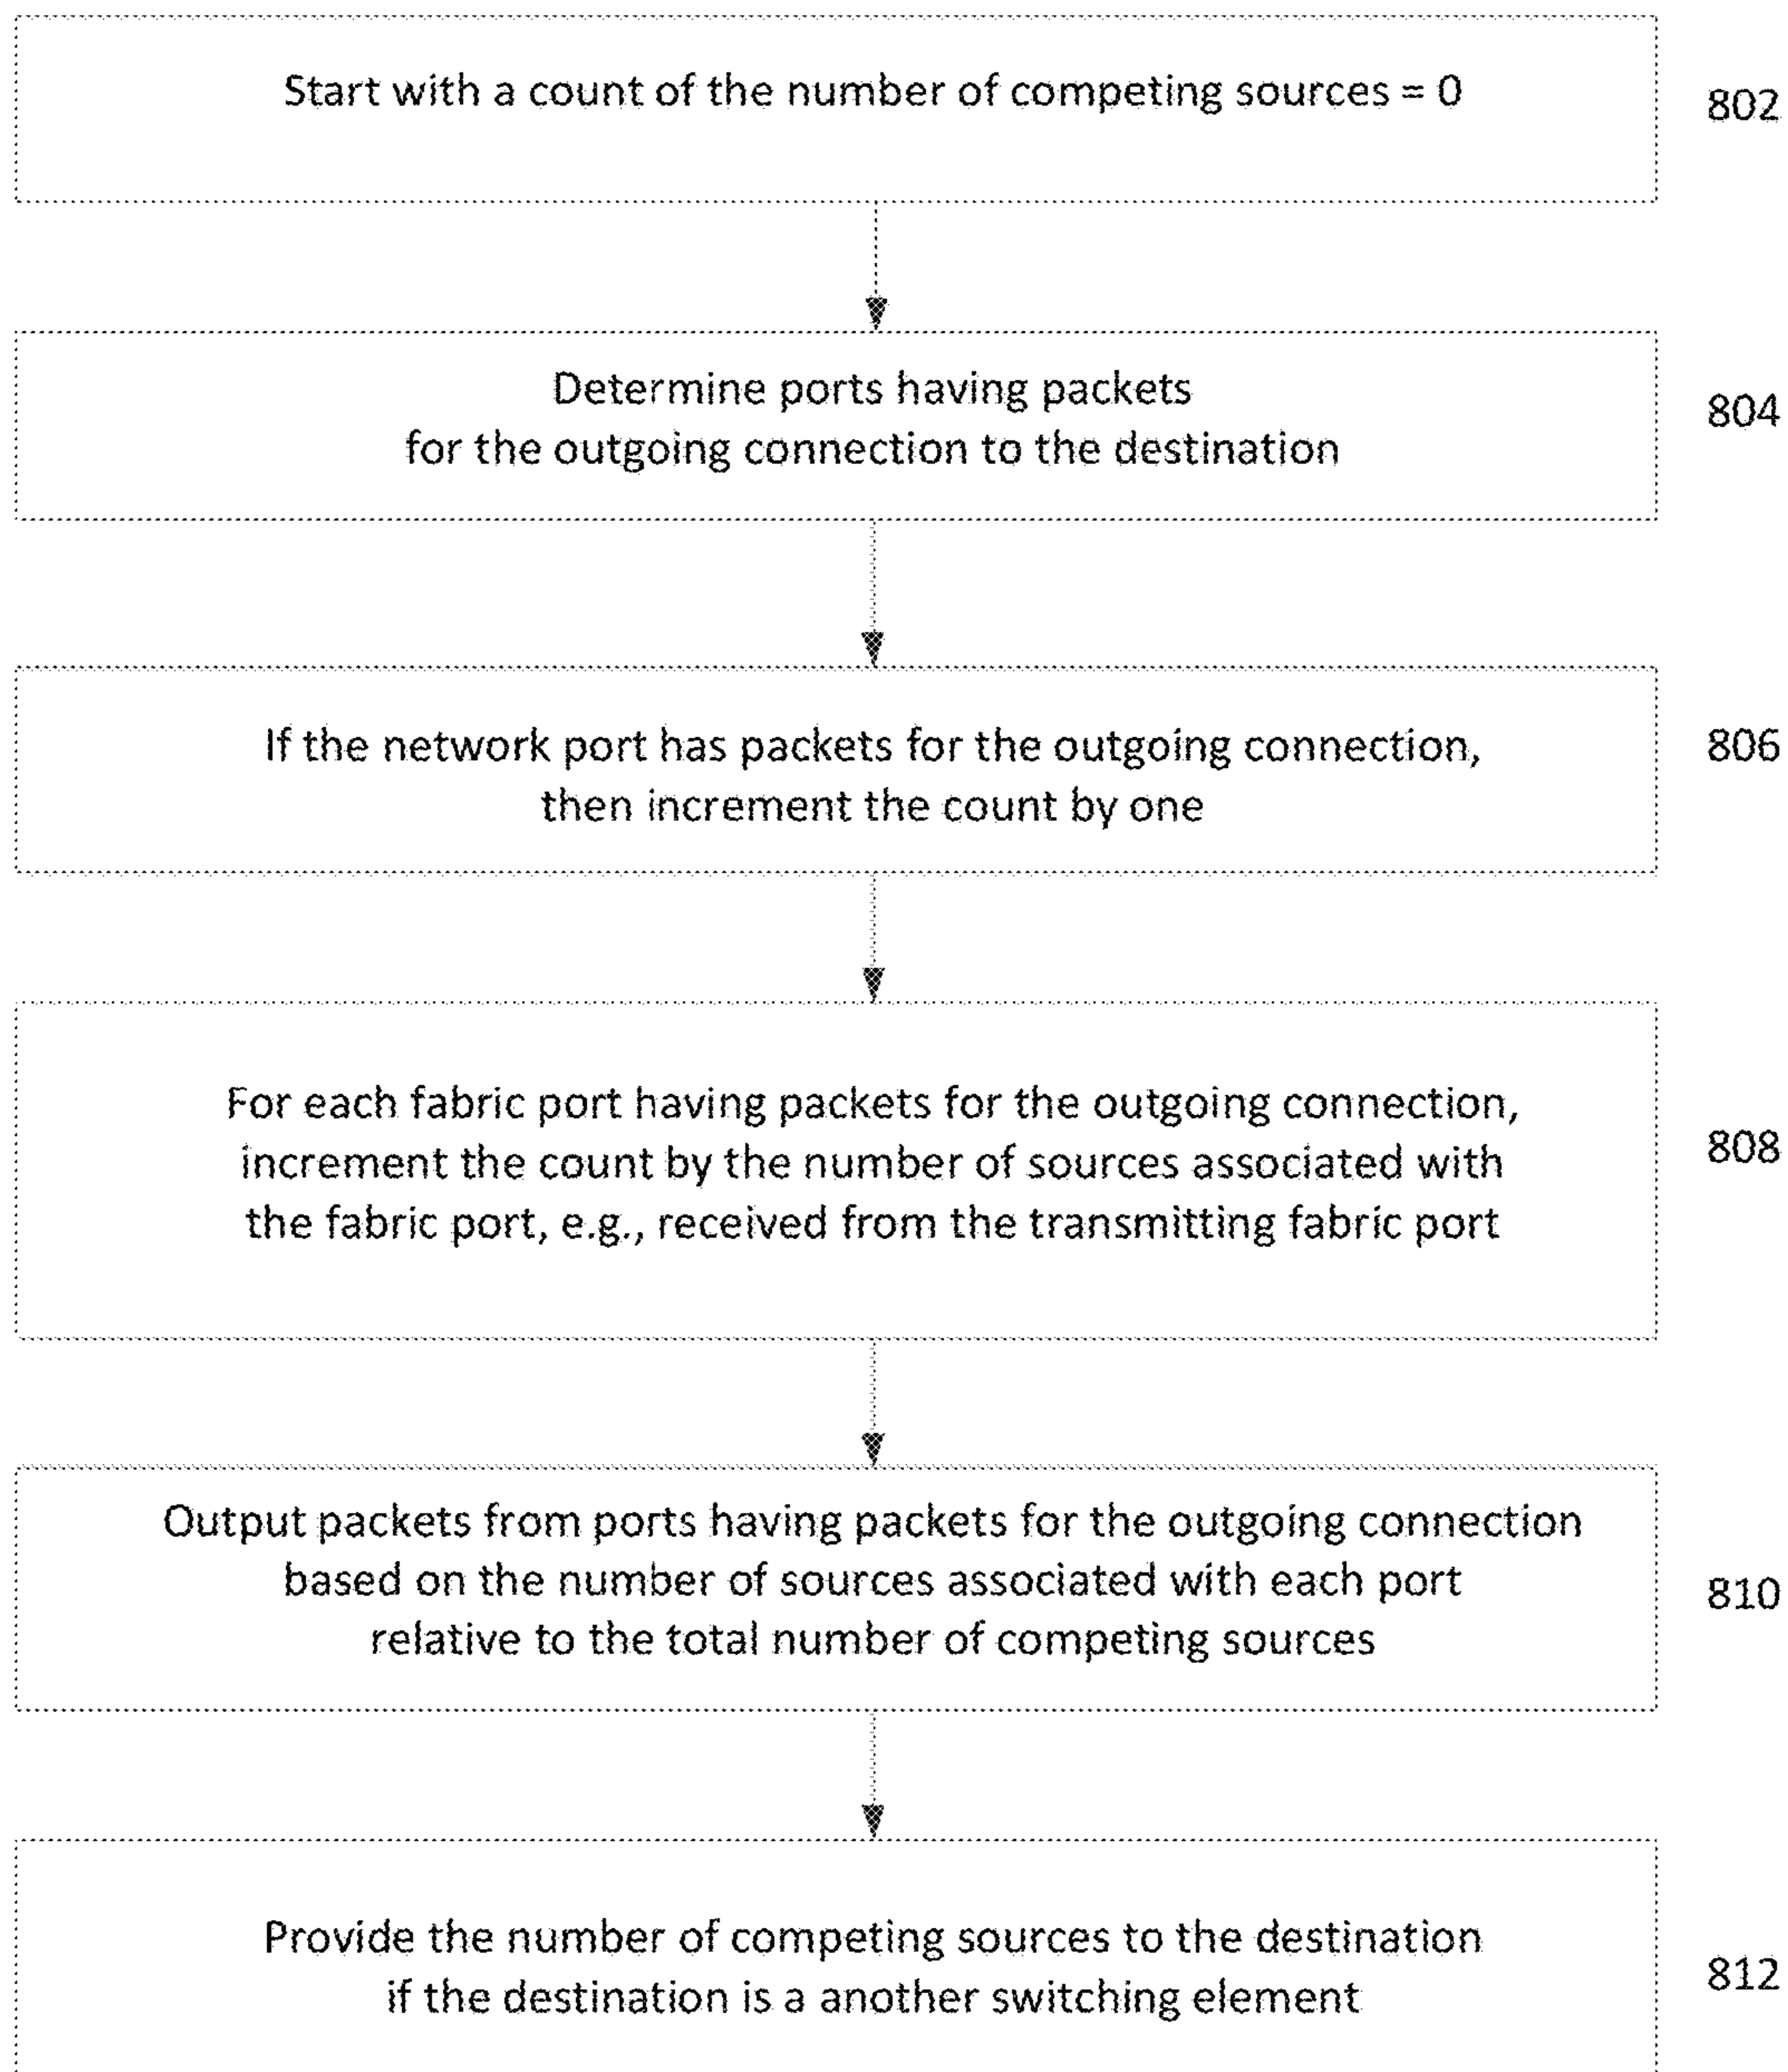 Start with a count of the number of competing sources = 0
802
Determine ports having packets
for the outgoing connection to the destination
804
If the network port has packets for the outgoing connection,
then increment the count by one
806
For each fabric port having packets for the outgoing connection,
increment the count by the number of sources associated with
the fabric port, e.g., received from the transmitting fabric port
808
Output packets from ports having packets for the outgoing connection
based on the number of sources associated with each port
relative to the total number of competing sources
810
Provide the number of competing sources to the destination
if the destination is a another switching element
812